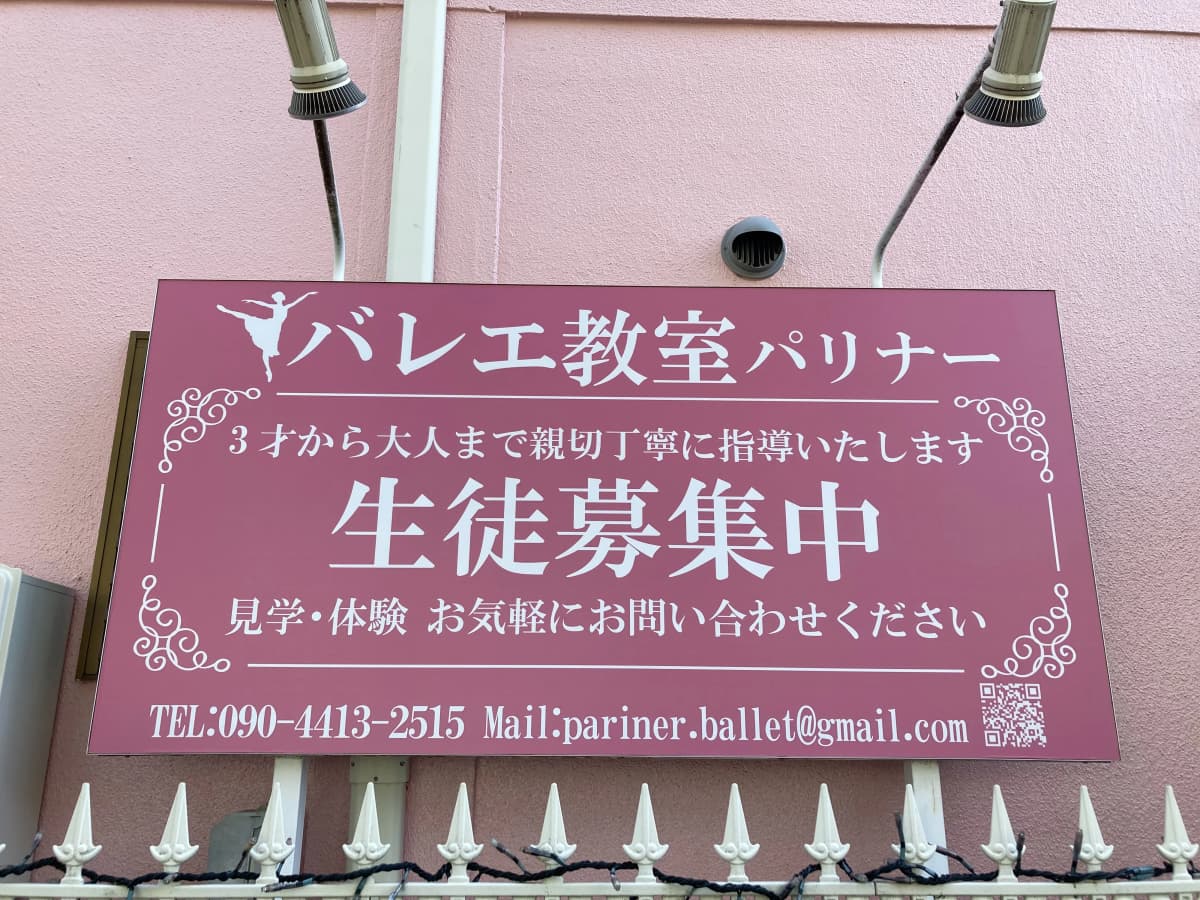 バレエ教室 パリナー
3才から大人まで親切丁寧に指導いたします
生徒募集中
見学・体験 お気軽にお問い合わせください
TEL:090-4413-2515 Mail:pariner.ballet@gmail.com